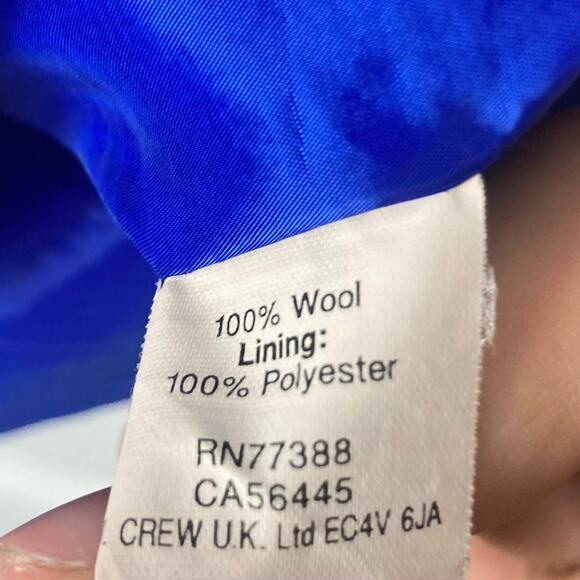 100% Wool
Lining:
100% Polyester
RN77388
CA56445
. CREW U.K. Ltd EC4V 6JA